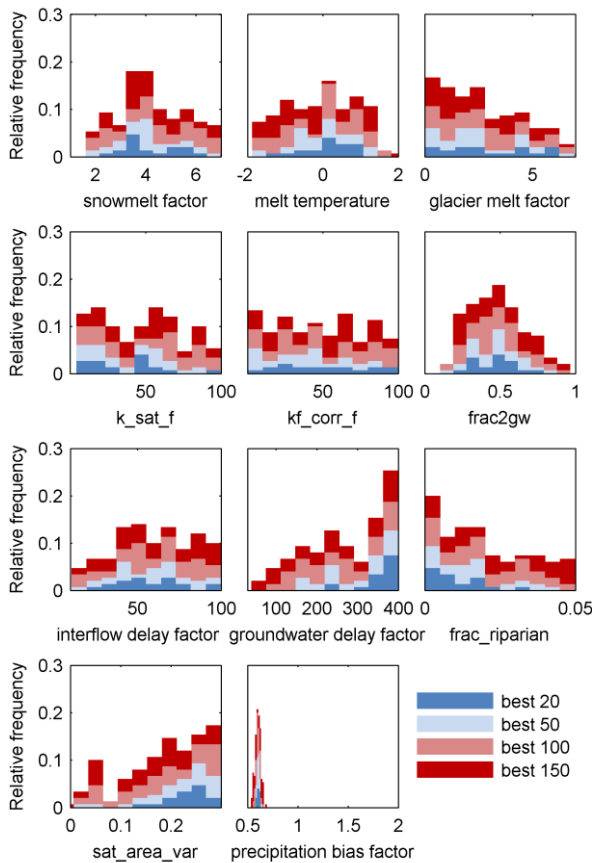 Relative frequency
0.3
0.2
0.1
0
2 4 6
snowmelt factor
-2 0 2
melt temperature
0 5
glacier melt factor
Relative frequency
0.3
0.2
0.1
0
50 100
k_sat_f
50 100
kf_corr_f
0 0.5 1
frac2gw
Relative frequency
0.3
0.2
0.1
0
50 100
interflow delay factor
100 200 300 400
groundwater delay factor
0 0.05
frac_riparian
Relative frequency
0.3
0.2
0.1
0
0 0.1 0.2
sat_area_var
0.5 1 1.5 2
precipitation bias factor
best 20
best 50
best 100
best 150